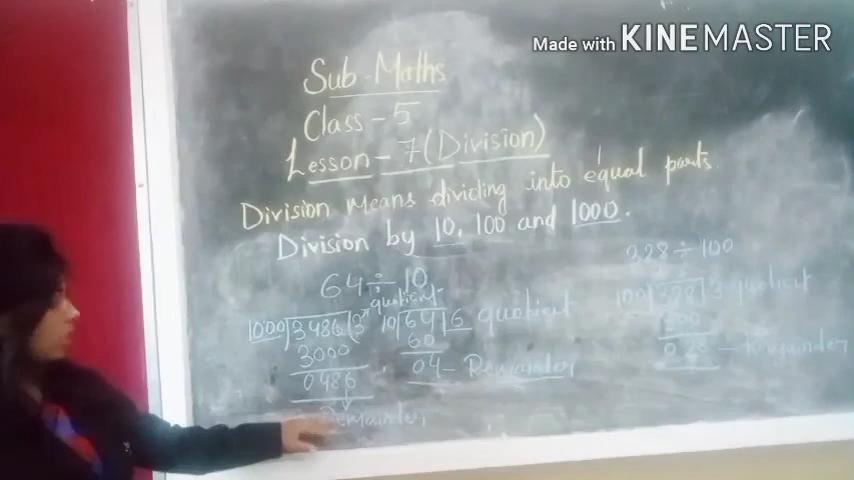 Made with KINEMASTER
Sub-Maths
Class-5
Lesson-7(Division)
Division means dividing into equal parts.
Division by 10, 100 and 1000.
64÷10
328÷100
quotient
1000)3486(3
10|64|6 quotient
100|328|3 quotient
3000
60
300
0486
04- Remainder
028 - Remainder
Remainder